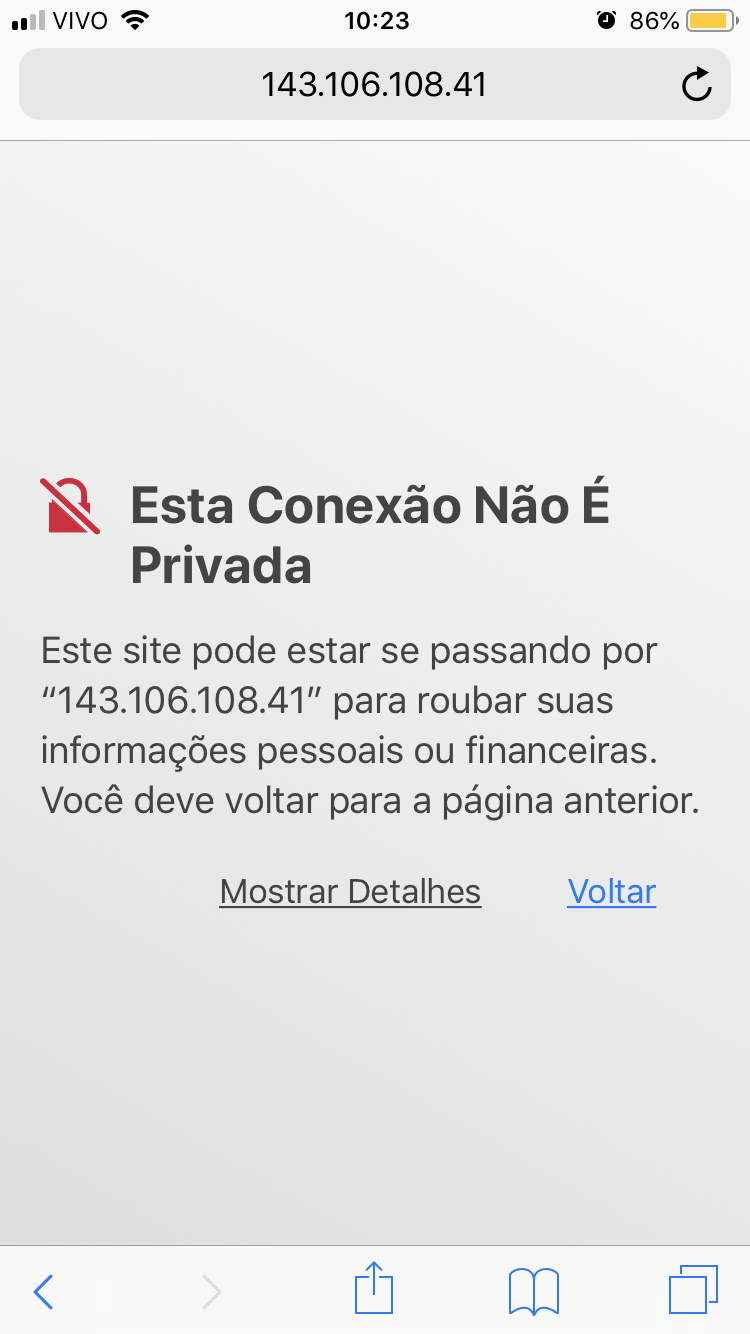 VIVO 10:23 86%
143.106.108.41
Esta Conexão Não É
Privada
Este site pode estar se passando por
“143.106.108.41” para roubar suas
informações pessoais ou financeiras.
Você deve voltar para a página anterior.
Mostrar Detalhes Voltar